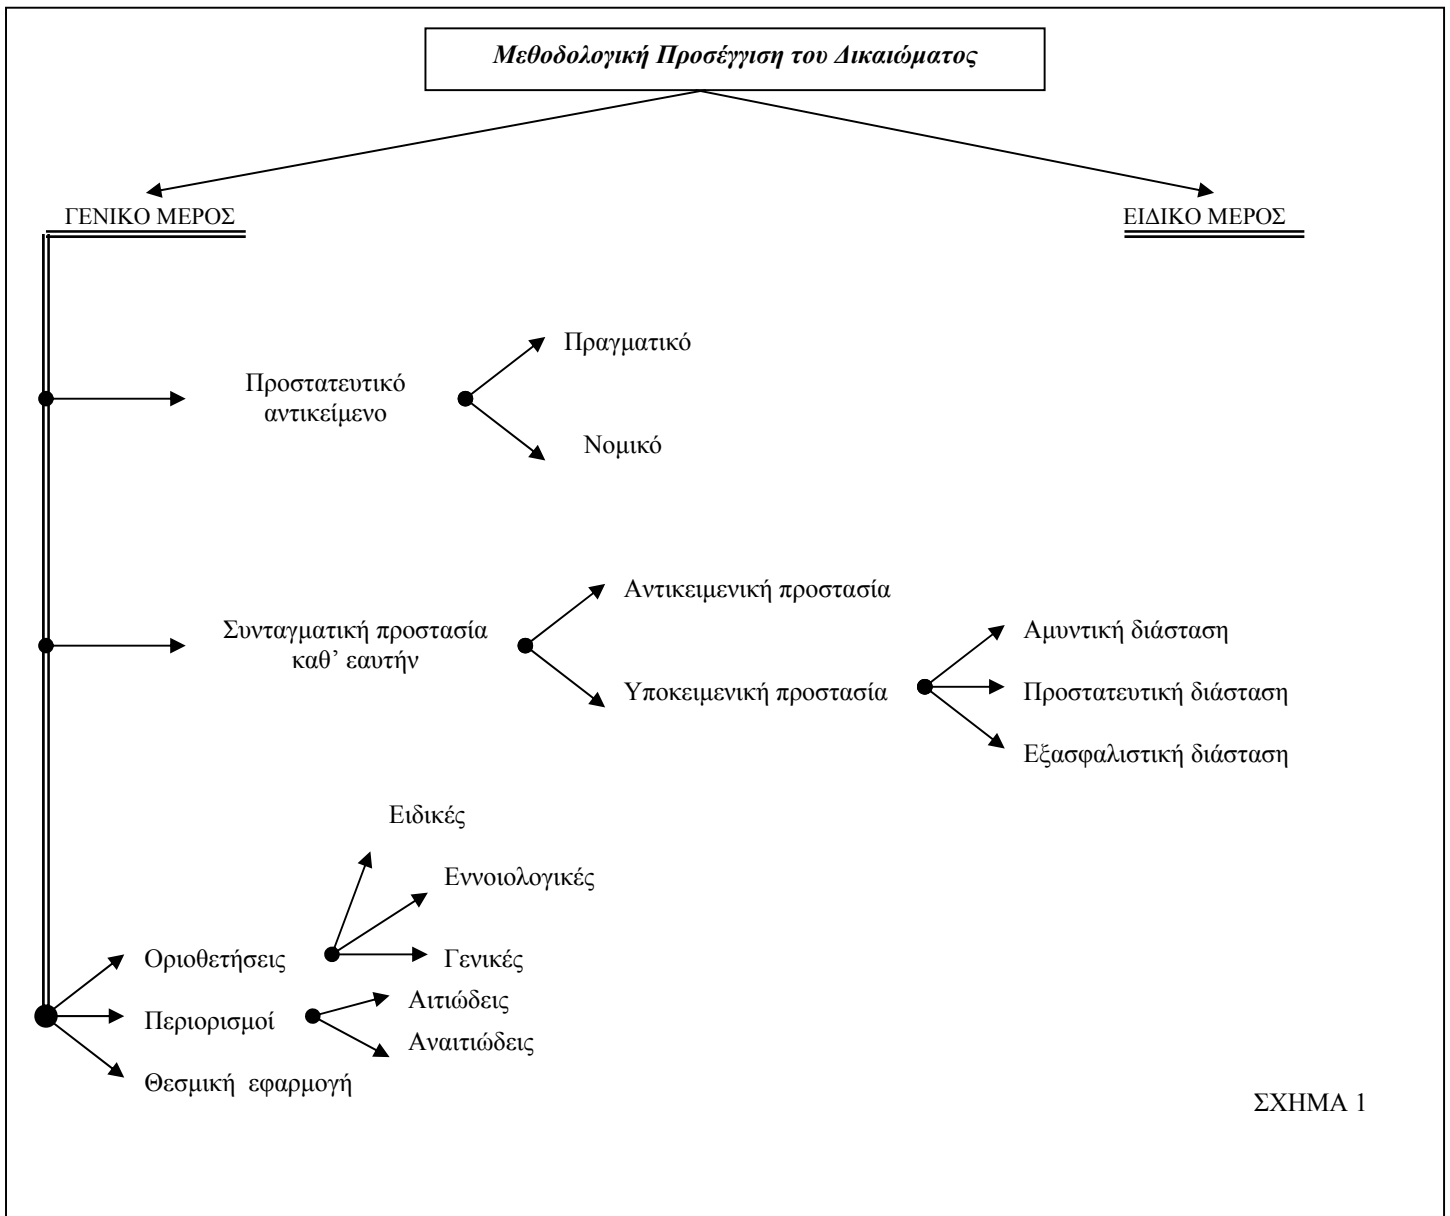 Μεθοδολογική Προσέγγιση του Δικαιώματος
ΓΕΝΙΚΟ ΜΕΡΟΣ
ΕΙΔΙΚΟ ΜΕΡΟΣ
Πραγματικό
Προστατευτικό
αντικείμενο
Νομικό
Αντικειμενική προστασία
Συνταγματική προστασία
καθ’ εαυτήν
Υποκειμενική προστασία
Αμυντική διάσταση
Προστατευτική διάσταση
Εξασφαλιστική διάσταση
Ειδικές
Εννοιολογικές
Οριοθετήσεις
Γενικές
Περιορισμοί
Αιτιώδεις
Αναιτιώδεις
Θεσμική εφαρμογή
ΣΧΗΜΑ 1